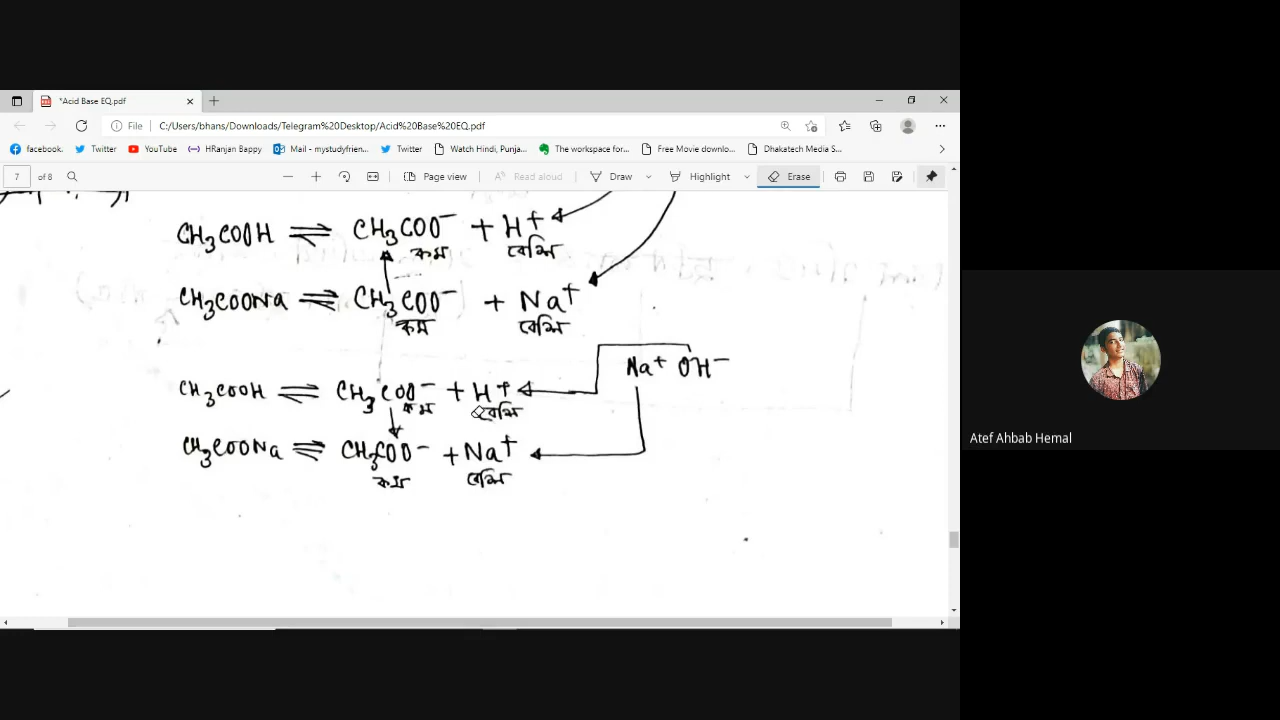 *Acid Base EQ.pdf
File C:/Users/bhans/Downloads/Telegram%20Desktop/Acid%20Base%20EQ.pdf
facebook. Twitter YouTube HRanjan Bappy Mail - mystudyfrien... Twitter Watch Hindi, Punja... The workspace for... Free Movie downlo... Dhakatech Media S...
7 of 8 Page view Read aloud Draw Highlight Erase
CH3COOH ⇌ CH3COO− + H+
কম বেশি
CH3COONa ⇌ CH3COO− + Na+
কম বেশি
Na+ OH−
CH3COOH ⇌ CH3COO− + H+
কম বেশি
CH3COONa ⇌ CH3COO− + Na+
কম বেশি
Atef Ahbab Hemal